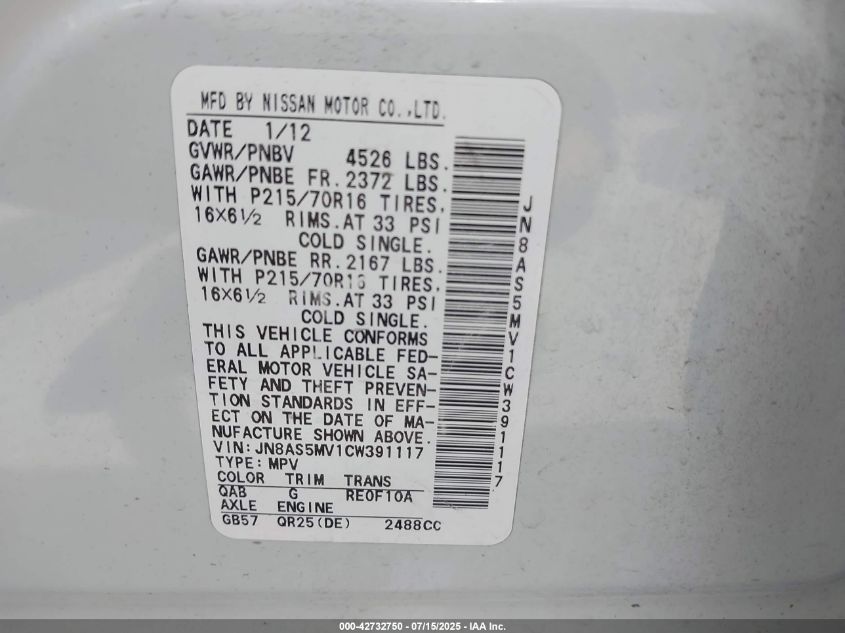 MFD BY NISSAN MOTOR CO.,LTD.
DATE 1/12
GVWR/PNBV 4526 LBS.
GAWR/PNBE FR. 2372 LBS.
WITH P215/70R16 TIRES,
16X6½ RIMS.AT 33 PSI
COLD SINGLE.
GAWR/PNBE RR. 2167 LBS.
WITH P215/70R16 TIRES,
16X6½ RIMS.AT 33 PSI
COLD SINGLE.
THIS VEHICLE CONFORMS
TO ALL APPLICABLE FED-
ERAL MOTOR VEHICLE SA-
FETY AND THEFT PREVEN-
TION STANDARDS IN EFF-
ECT ON THE DATE OF MA-
NUFACTURE SHOWN ABOVE.
VIN:JN8AS5MV1CW391117
TYPE:MPV
COLOR TRIM TRANS
QAB G RE0F10A
AXLE ENGINE
GB57 QR25(DE) 2488CC
JN8AS5MV1CW391117
000-42732750 - 07/15/2025 - IAA Inc.